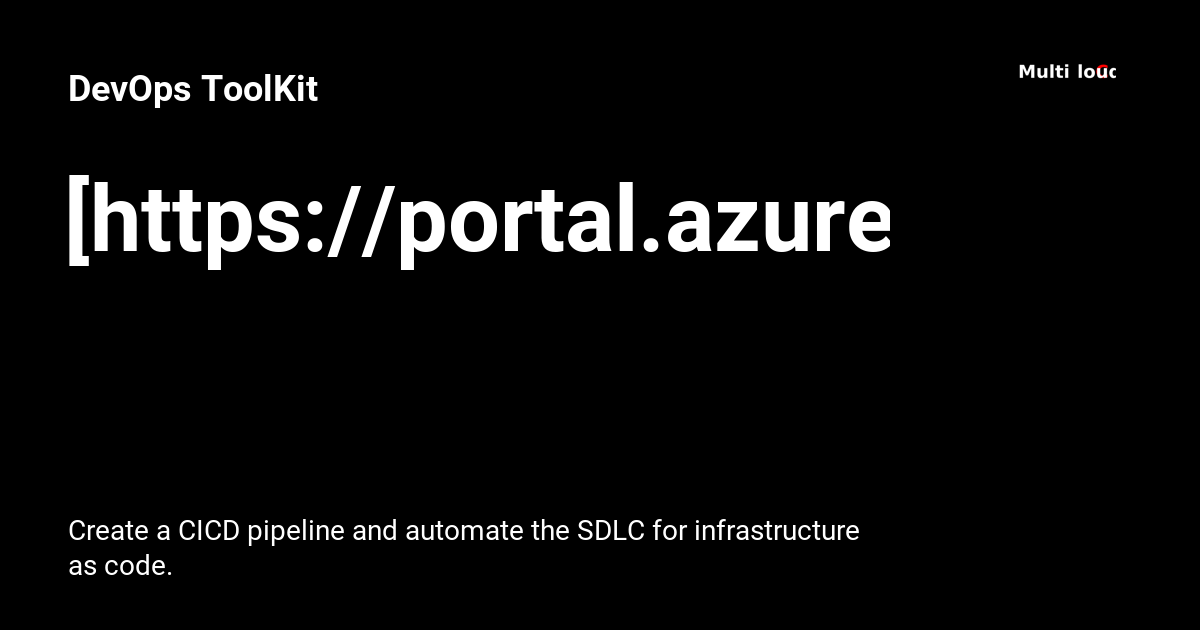 DevOps ToolKit
Multi louc
[https://portal.azure
Create a CICD pipeline and automate the SDLC for infrastructure
as code.